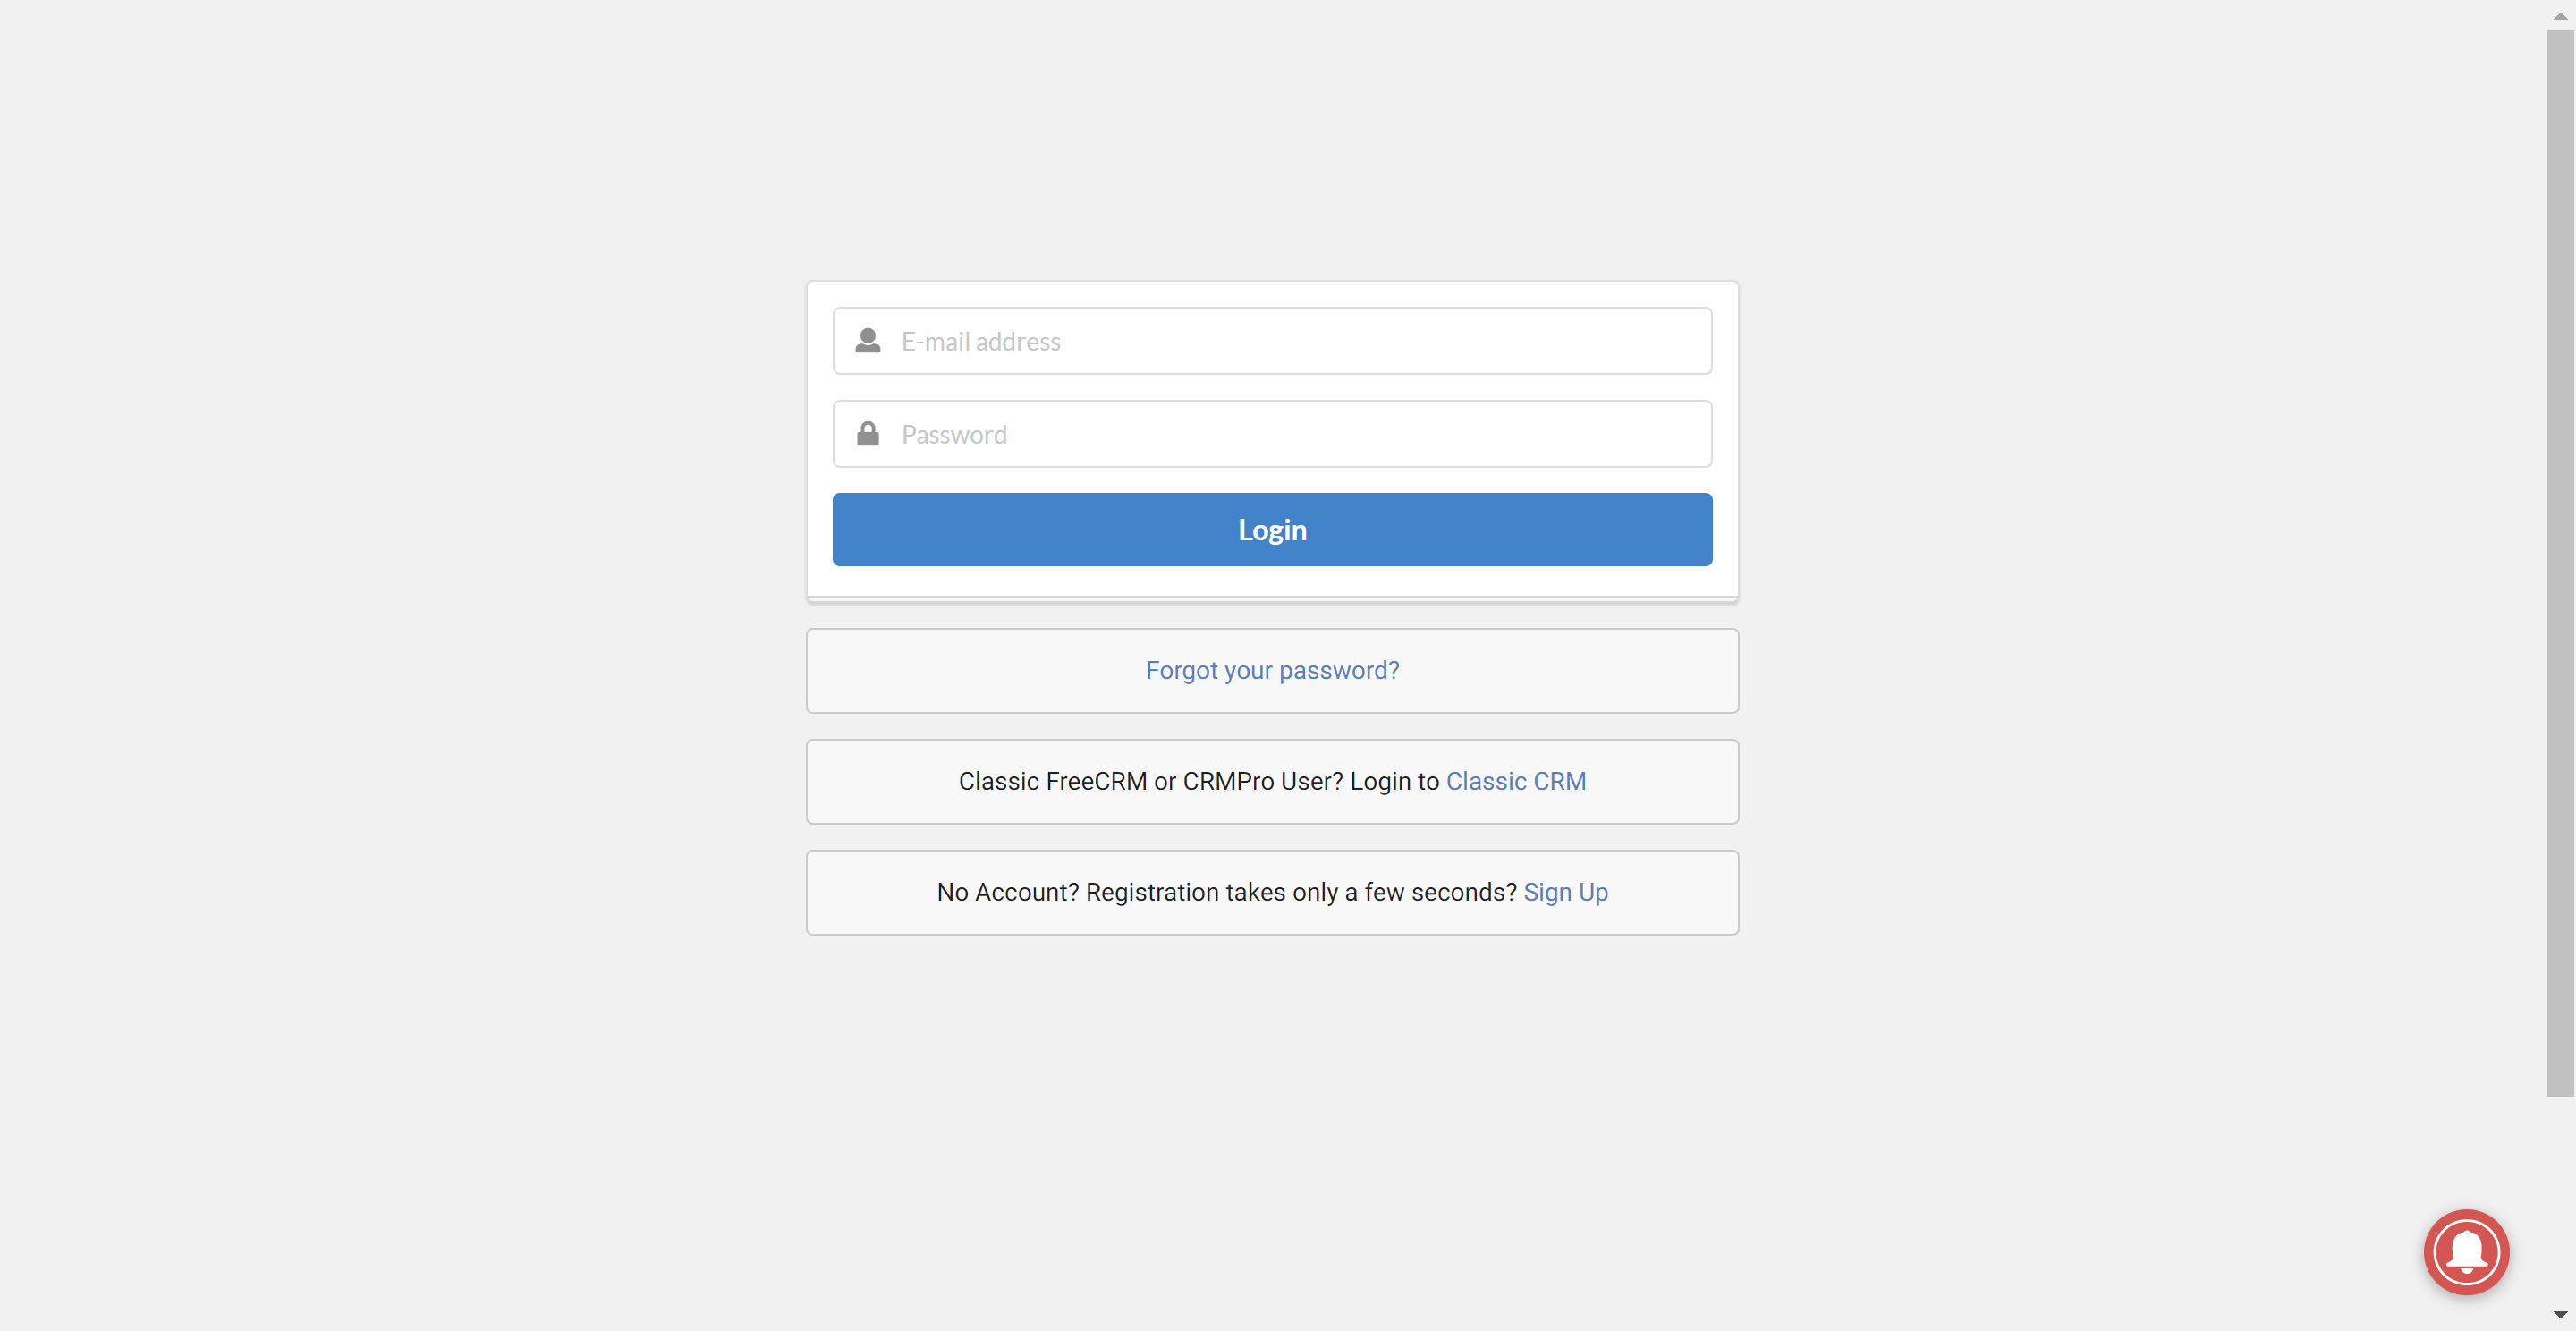 E-mail address
Password
Login
Forgot your password?
Classic FreeCRM or CRMPro User? Login to Classic CRM
No Account? Registration takes only a few seconds? Sign Up